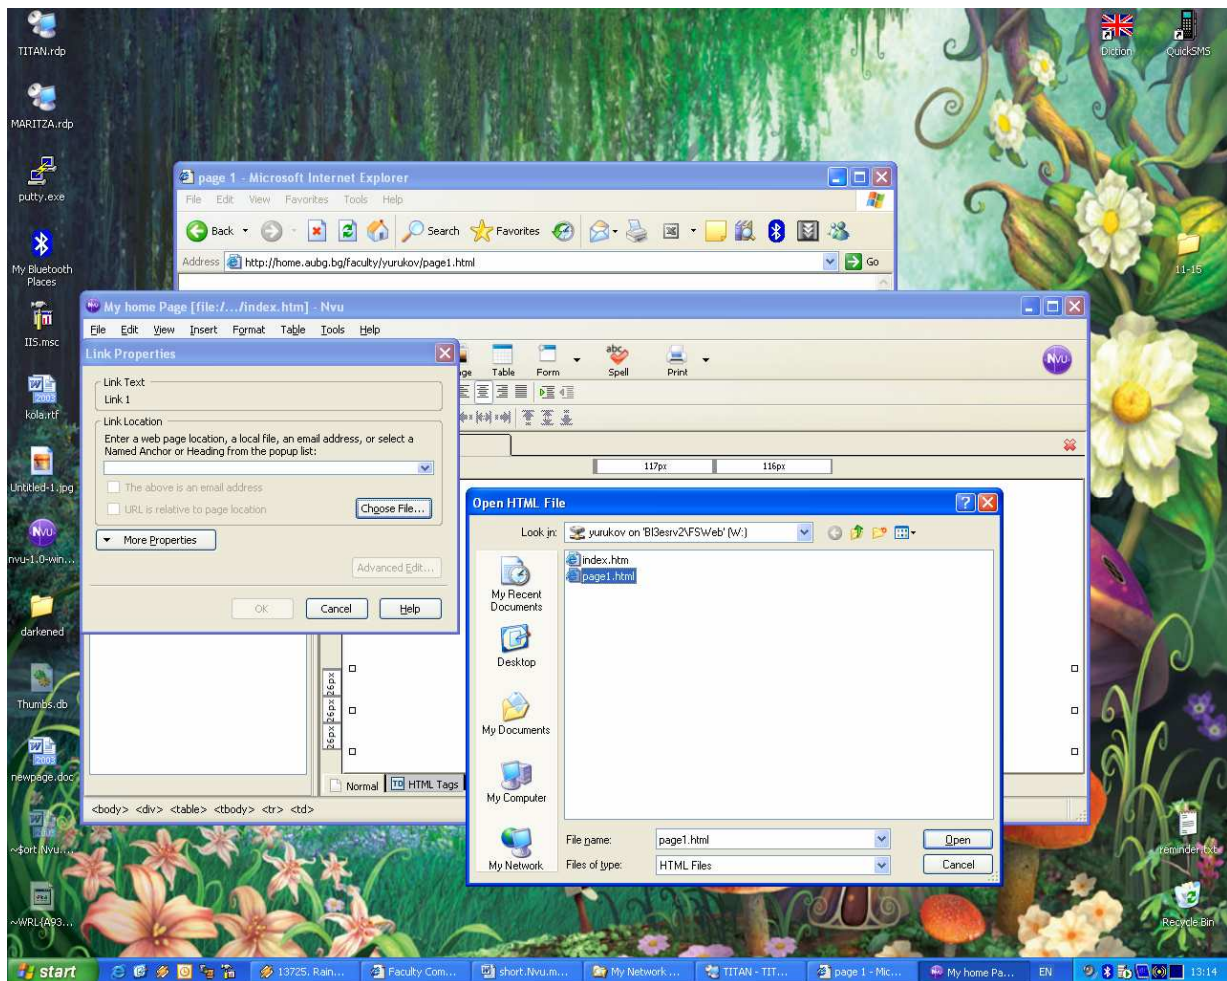 TITAN.rdp
MARITZA.rdp
putty.exe
My Bluetooth
Places
IIS.msc
2003
kola.rtf
Untitled-1.jpg
nvu-1.0-win...
darkened
Thumbs.db
2003
newpage.doc
~$ort.Nvu....
~WRL{A93...
Diction
QuickSMS
11-15
reminder.txt
Recycle Bin
page 1 - Microsoft Internet Explorer
File Edit View Favorites Tools Help
Back Search Favorites
Address http://home.aubg.bg/faculty/yurukov/page1.html Go
My home Page [file:/.../index.htm] - Nvu
File Edit View Insert Format Table Tools Help
Table Form Spell Print
Nvu
117px 116px
26px
26px
26px
Normal HTML Tags
<body> <div> <table> <tbody> <tr> <td>
Link Properties
Link Text
Link 1
Link Location
Enter a web page location, a local file, an email address, or select a
Named Anchor or Heading from the popup list:
The above is an email address
URL is relative to page location Choose File...
More Properties
Advanced Edit...
OK Cancel Help
Open HTML File
Look in: yurukov on 'Bl3esrv2\FSWeb' (W:)
index.htm
page1.html
My Recent
Documents
Desktop
My Documents
My Computer
My Network
File name: page1.html Open
Files of type: HTML Files Cancel
start 13725. Rain... Faculty Com... short.Nvu.m... My Network ... TITAN - TIT... page 1 - Mic... My home Pa... EN 13:14